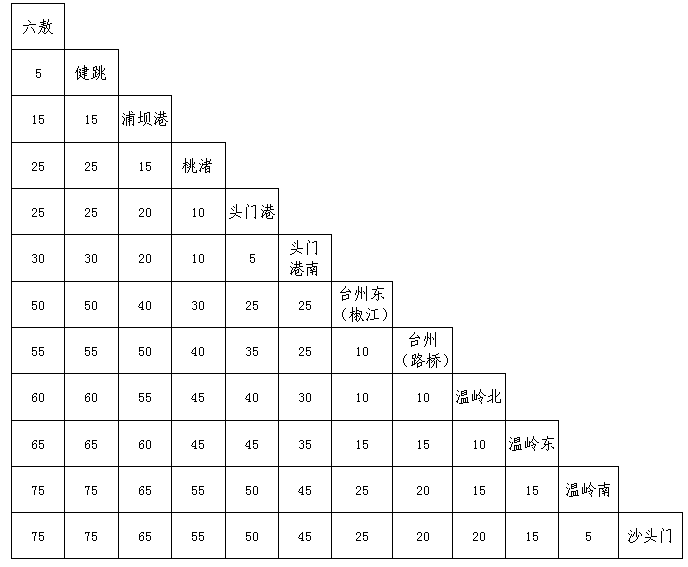 六敖
5 健跳
15 15 浦坝港
25 25 15 桃渚
25 25 20 10 头门港
30 30 20 10 5 头门
港南
50 50 40 30 25 25 台州东
（椒江）
55 55 50 40 35 25 10 台州
（路桥）
60 60 55 45 40 30 10 10 温岭北
65 65 60 45 45 35 15 15 10 温岭东
75 75 65 55 50 45 25 20 15 15 温岭南
75 75 65 55 50 45 25 20 20 15 5 沙头门